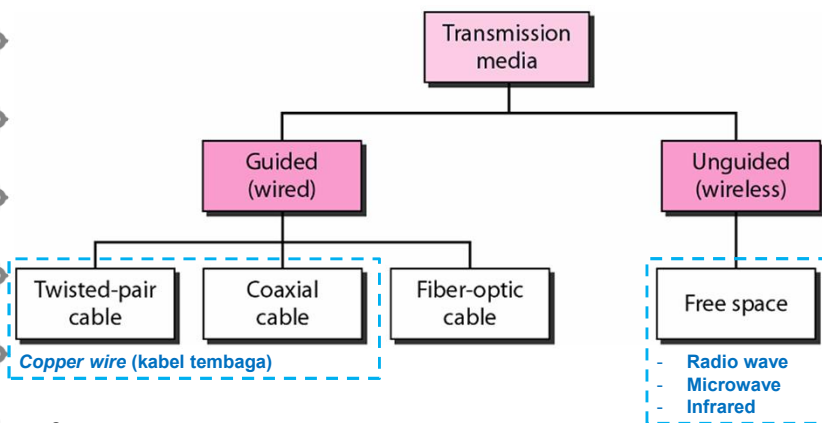 Transmission
media
Guided
(wired)
Unguided
(wireless)
Twisted-pair
cable
Coaxial
cable
Fiber-optic
cable
Free space
Copper wire (kabel tembaga)
- Radio wave
- Microwave
- Infrared